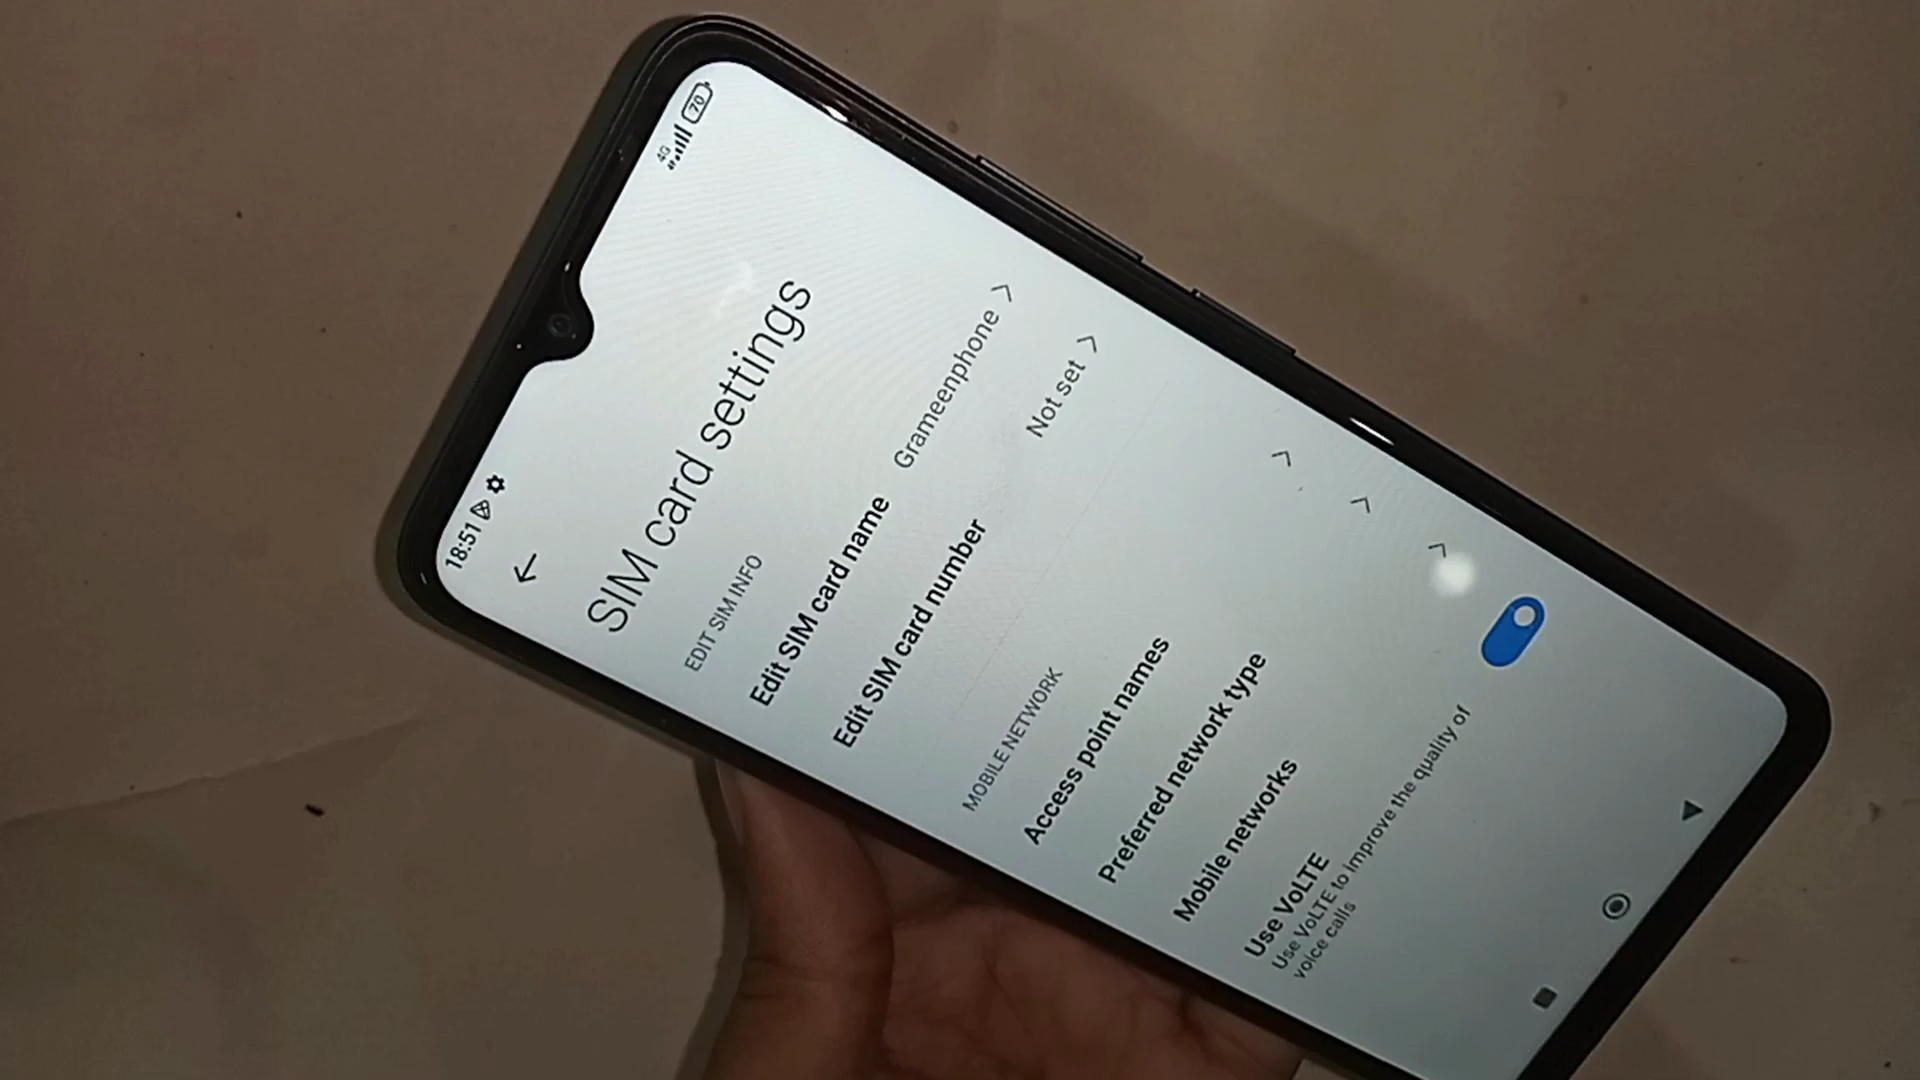 18:51
4G
70
SIM card settings
EDIT SIM INFO
Edit SIM card name
Grameenphone
Edit SIM card number
Not set
MOBILE NETWORK
Access point names
Preferred network type
Mobile networks
Use VoLTE
Use VoLTE to improve the quality of
voice calls